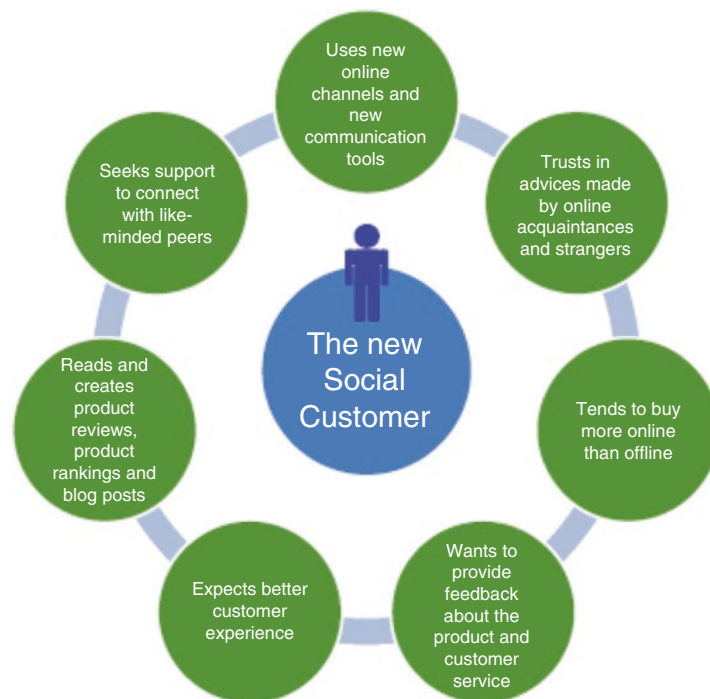 Uses new
online
channels and
new
communication
tools
Trusts in
advices made
by online
acquaintances
and strangers
Tends to buy
more online
than offline
Wants to
provide
feedback
about the
product and
customer
service
Expects better
customer
experience
Reads and
creates
product
reviews,
product
rankings and
blog posts
Seeks support
to connect
with like-
minded peers
The new
Social
Customer